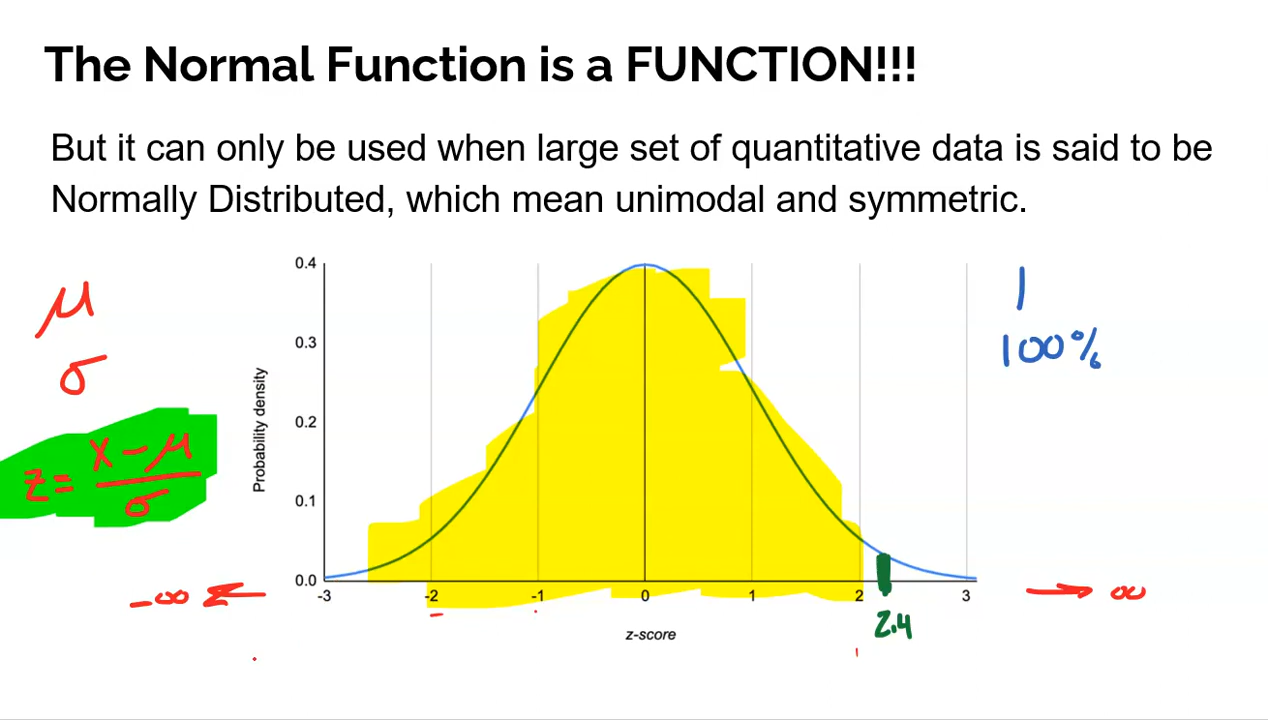 The Normal Function is a FUNCTION!!!
But it can only be used when large set of quantitative data is said to be
Normally Distributed, which mean unimodal and symmetric.
μ
σ
z = x - μ / σ
1
100%
Probability density
0.4
0.3
0.2
0.1
0.0
-3 -2 -1 0 1 2 3
-∞ ←
→ ∞
2.4
z-score